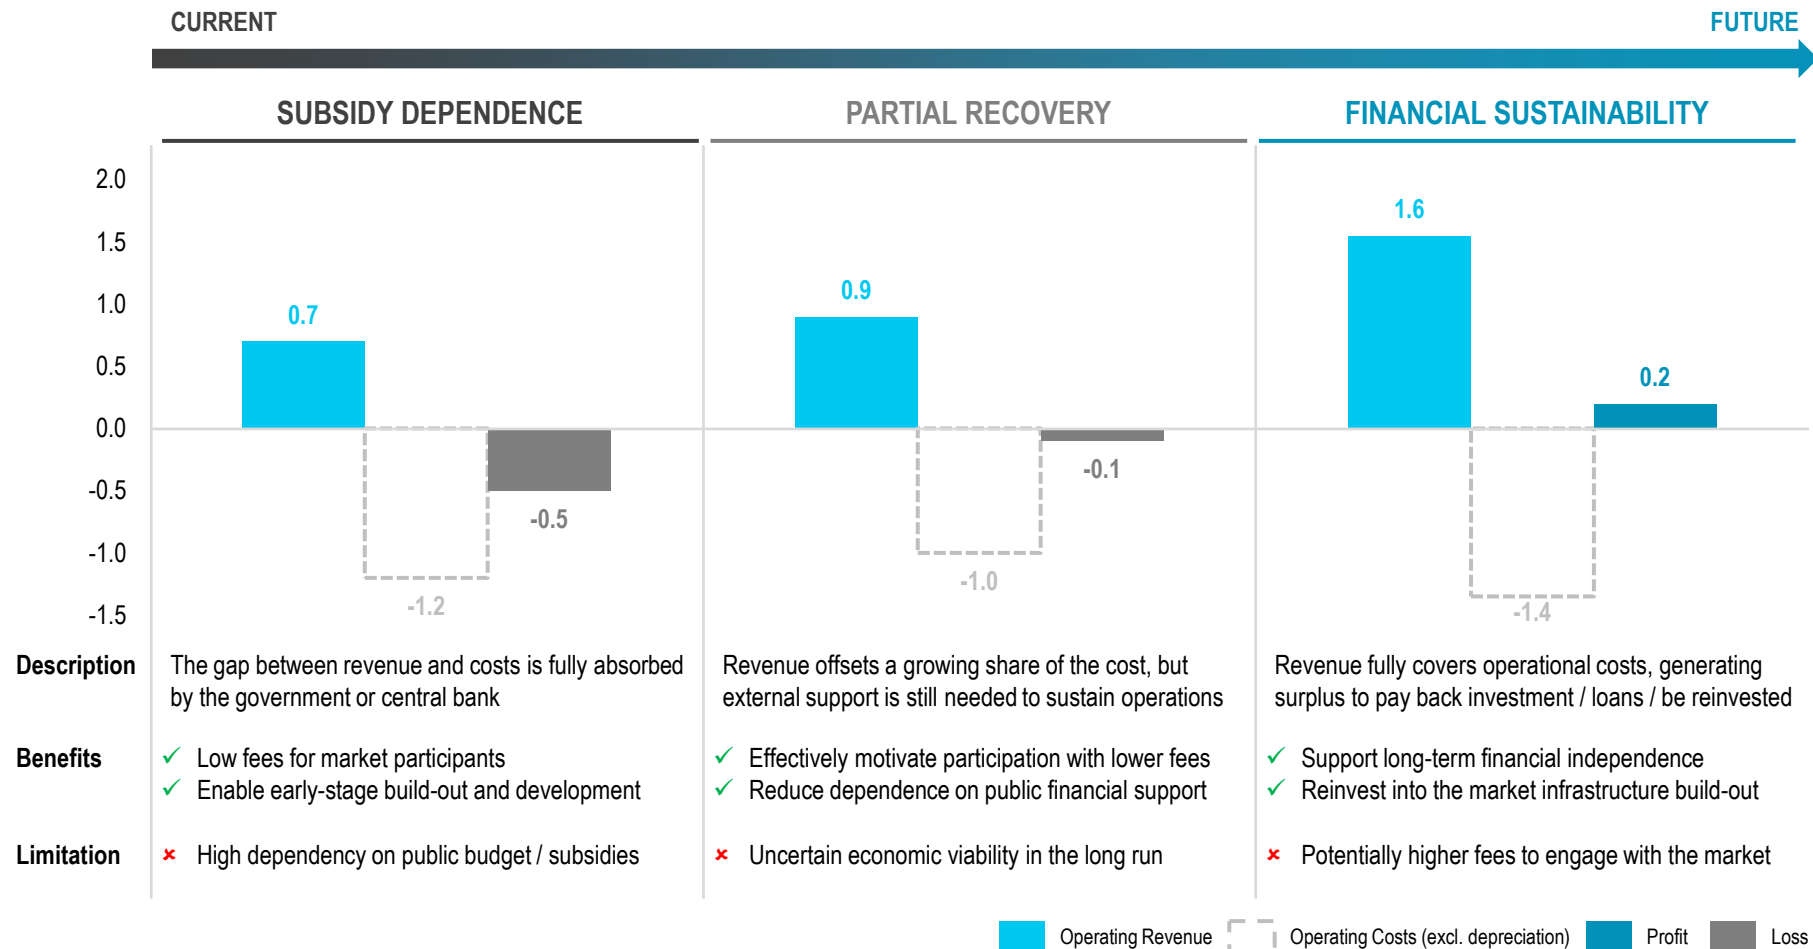 CURRENT
FUTURE
SUBSIDY DEPENDENCE
PARTIAL RECOVERY
FINANCIAL SUSTAINABILITY
2.0
1.5
1.0
0.5
0.0
-0.5
-1.0
-1.5
0.7
-1.2
-0.5
0.9
-1.0
-0.1
1.6
-1.4
0.2
Description
The gap between revenue and costs is fully absorbed
by the government or central bank
Revenue offsets a growing share of the cost, but
external support is still needed to sustain operations
Revenue fully covers operational costs, generating
surplus to pay back investment / loans / be reinvested
Benefits
✓ Low fees for market participants
✓ Enable early-stage build-out and development
✓ Effectively motivate participation with lower fees
✓ Reduce dependence on public financial support
✓ Support long-term financial independence
✓ Reinvest into the market infrastructure build-out
Limitation
× High dependency on public budget / subsidies
× Uncertain economic viability in the long run
× Potentially higher fees to engage with the market
Operating Revenue
Operating Costs (excl. depreciation)
Profit
Loss